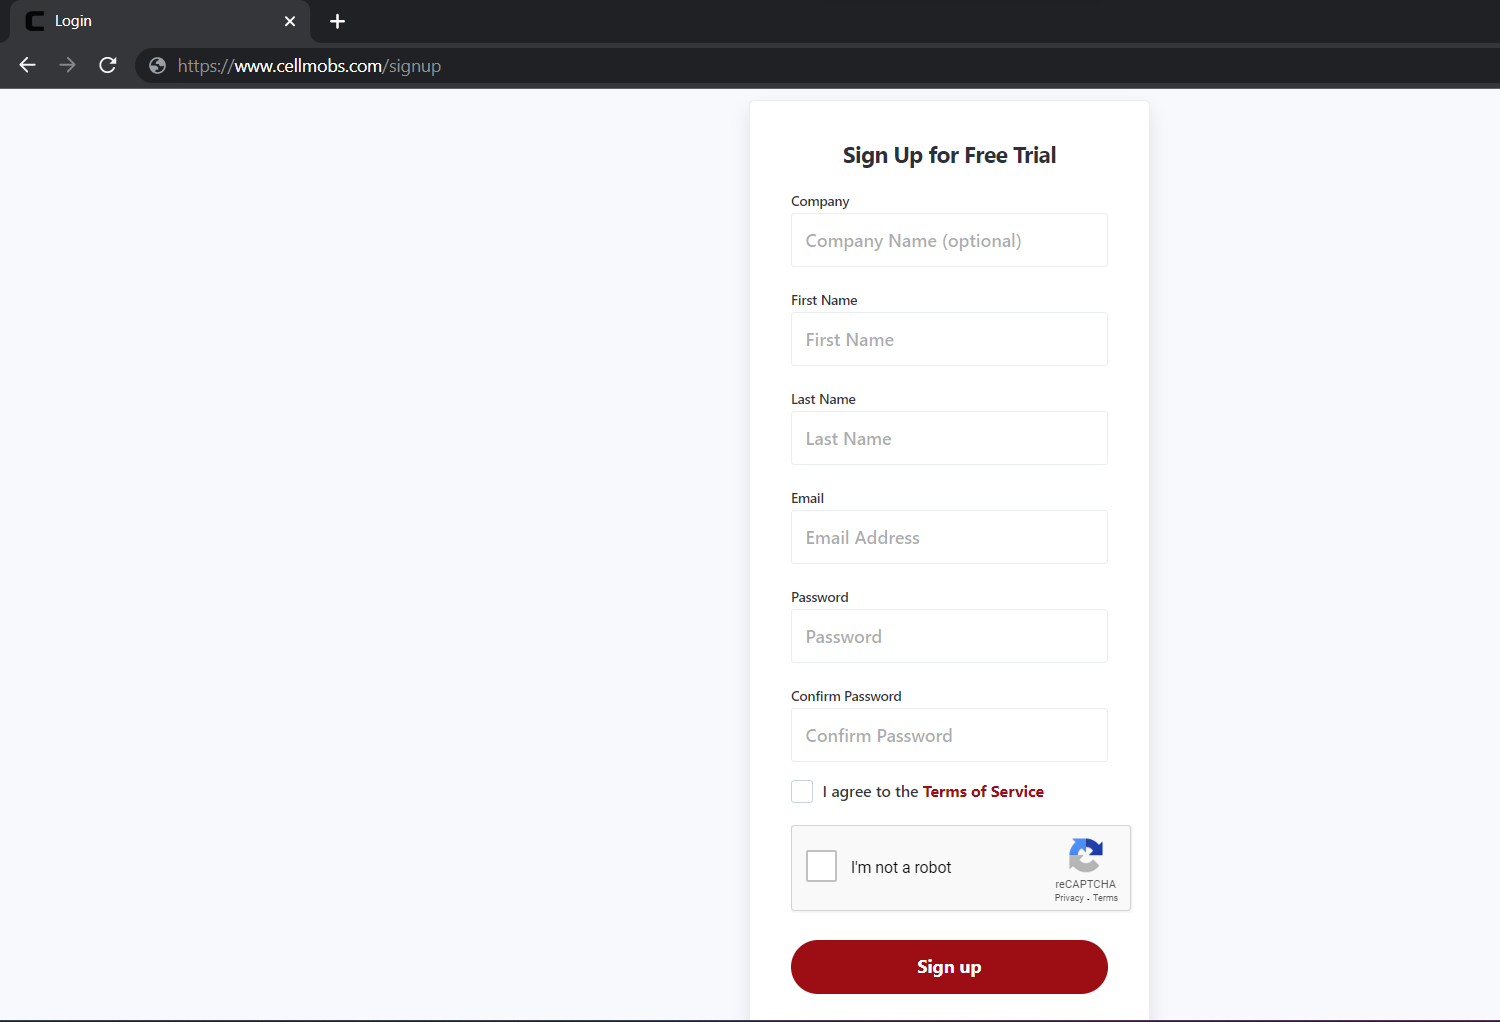 Login
https://www.cellmobs.com/signup
Sign Up for Free Trial
Company
Company Name (optional)
First Name
First Name
Last Name
Last Name
Email
Email Address
Password
Password
Confirm Password
Confirm Password
I agree to the Terms of Service
I'm not a robot
reCAPTCHA
Privacy - Terms
Sign up